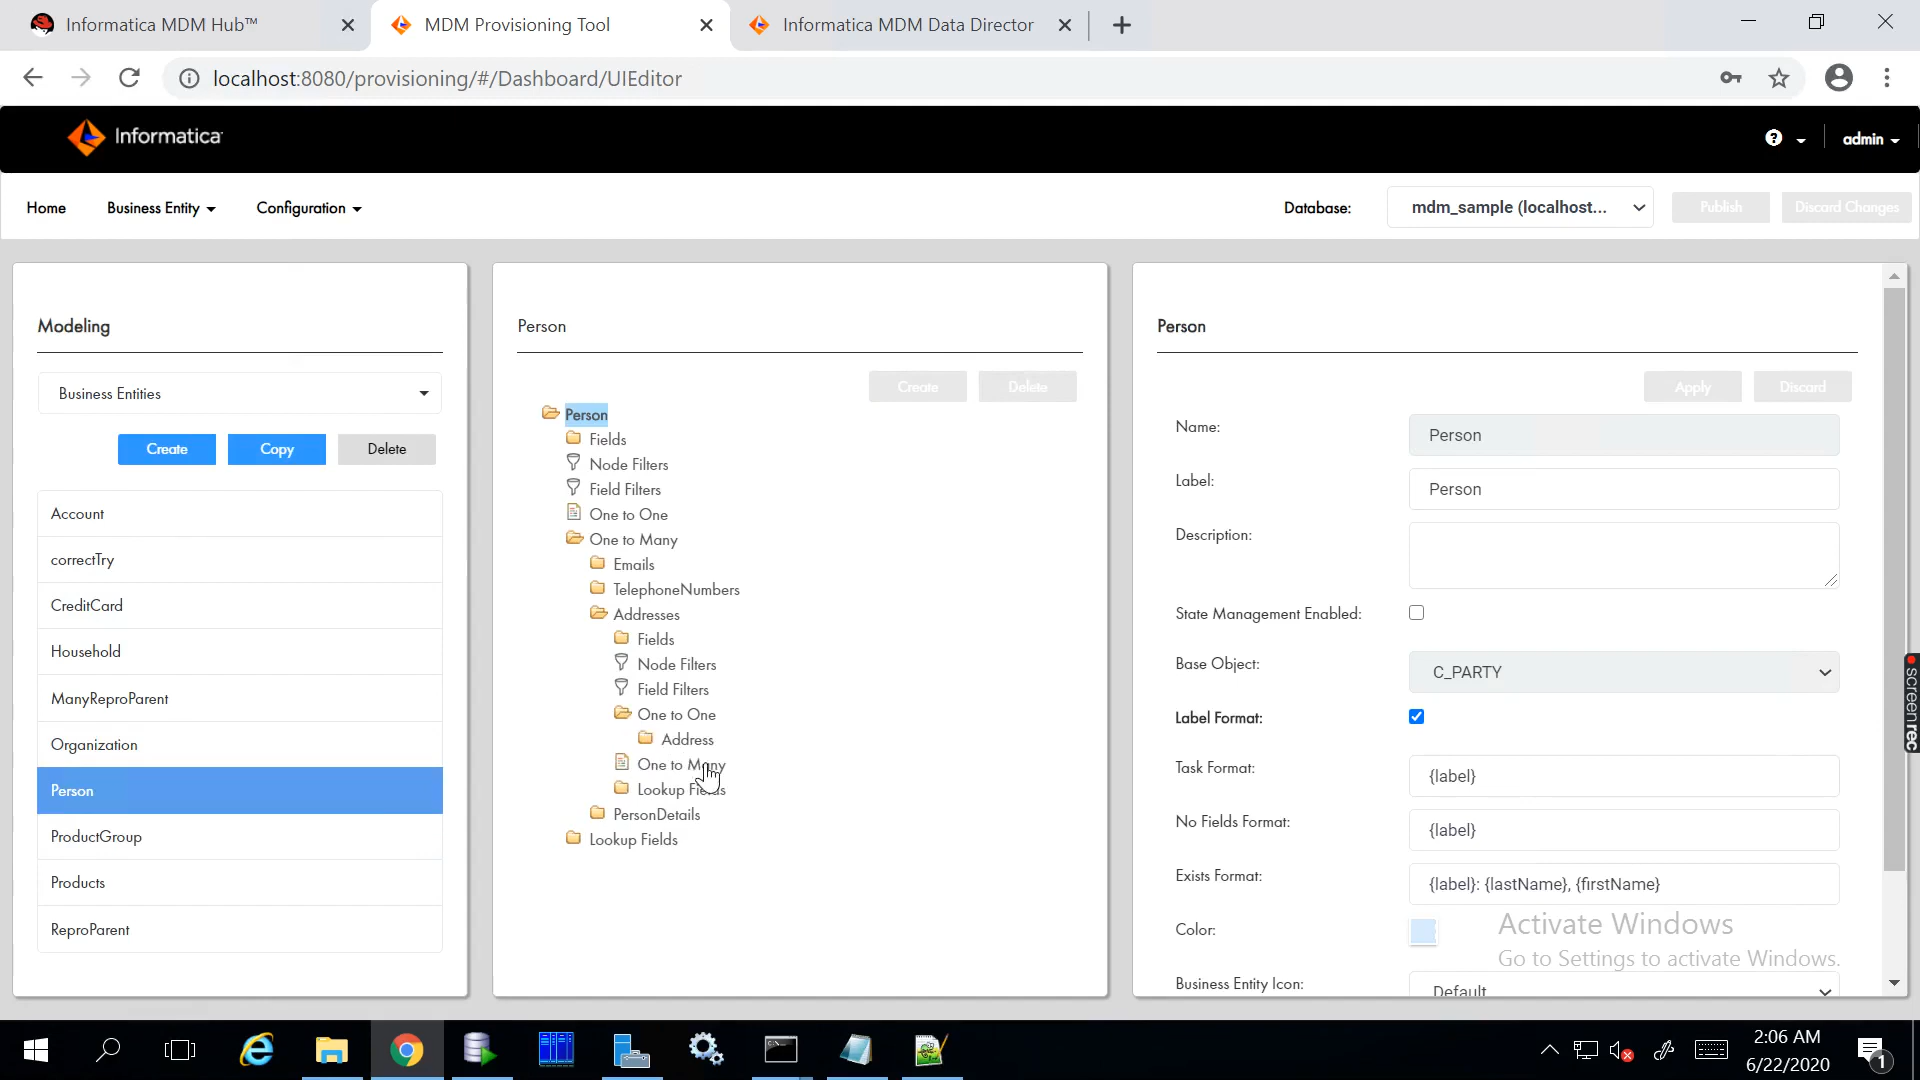 Informatica MDM Hub™
MDM Provisioning Tool
Informatica MDM Data Director
localhost:8080/provisioning/#/Dashboard/UIEditor
Informatica
? admin
Home Business Entity Configuration Database: mdm_sample (localhost... Publish Discard Changes
Modeling
Business Entities
Create Copy Delete
Account
correctTry
CreditCard
Household
ManyReproParent
Organization
Person
ProductGroup
Products
ReproParent
Person
Create Delete
Person
Fields
Node Filters
Field Filters
One to One
One to Many
Emails
TelephoneNumbers
Addresses
Fields
Node Filters
Field Filters
One to One
Address
One to Many
Lookup Fields
PersonDetails
Lookup Fields
Person
Apply Discard
Name: Person
Label: Person
Description:
State Management Enabled:
Base Object: C_PARTY
Label Format:
Task Format: {label}
No Fields Format: {label}
Exists Format: {label}: {lastName}, {firstName}
Color:
Business Entity Icon: Default
Activate Windows
Go to Settings to activate Windows.
screenrec
2:06 AM
6/22/2020
1